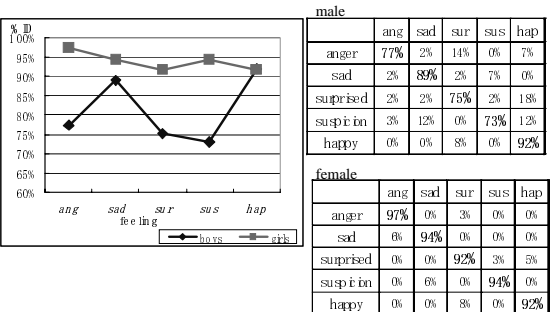 % ID
100%
95%
90%
85%
80%
75%
70%
65%
60%
ang sad sur sus hap
feeling
boys girls
male
ang sad sur sus hap
anger 77% 2% 14% 0% 7%
sad 2% 89% 2% 7% 0%
surprised 2% 2% 75% 2% 18%
suspicion 3% 12% 0% 73% 12%
happy 0% 0% 8% 0% 92%
female
ang sad sur sus hap
anger 97% 0% 3% 0% 0%
sad 6% 94% 0% 0% 0%
surprised 0% 0% 92% 3% 5%
suspicion 0% 6% 0% 94% 0%
happy 0% 0% 8% 0% 92%